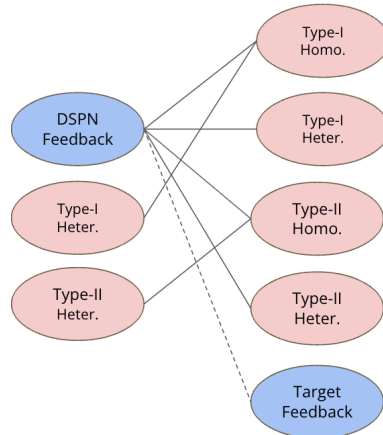 Type-I
Homo.
DSPN
Feedback
Type-I
Heter.
Type-I
Heter.
Type-II
Homo.
Type-II
Heter.
Type-II
Heter.
Target
Feedback